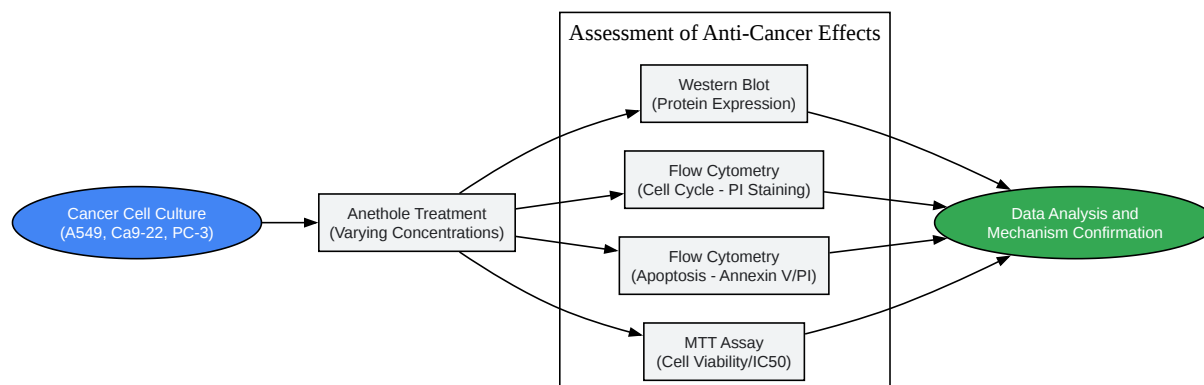 Assessment of Anti-Cancer Effects
Western Blot
(Protein Expression)
Flow Cytometry
(Cell Cycle - PI Staining)
Cancer Cell Culture
(A549, Ca9-22, PC-3)
Anethole Treatment
(Varying Concentrations)
Data Analysis and
Mechanism Confirmation
Flow Cytometry
(Apoptosis - Annexin V/PI)
MTT Assay
(Cell Viability/IC50)